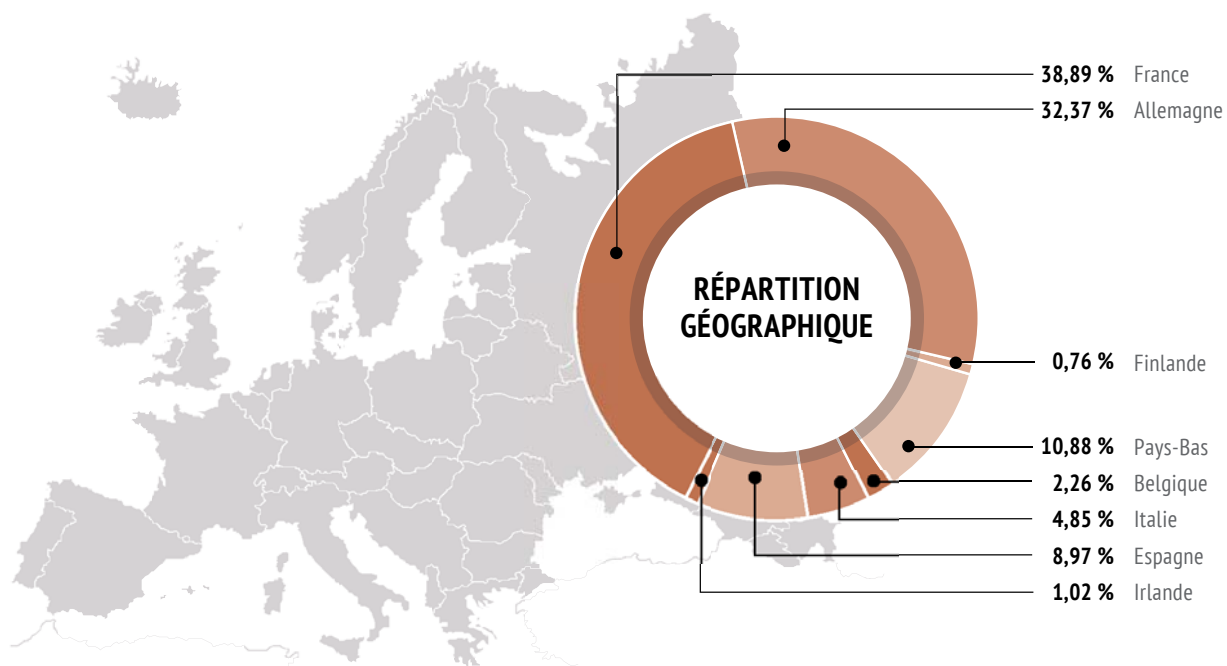 38,89 % France
32,37 % Allemagne
RÉPARTITION
GÉOGRAPHIQUE
0,76 % Finlande
10,88 % Pays-Bas
2,26 % Belgique
4,85 % Italie
8,97 % Espagne
1,02 % Irlande